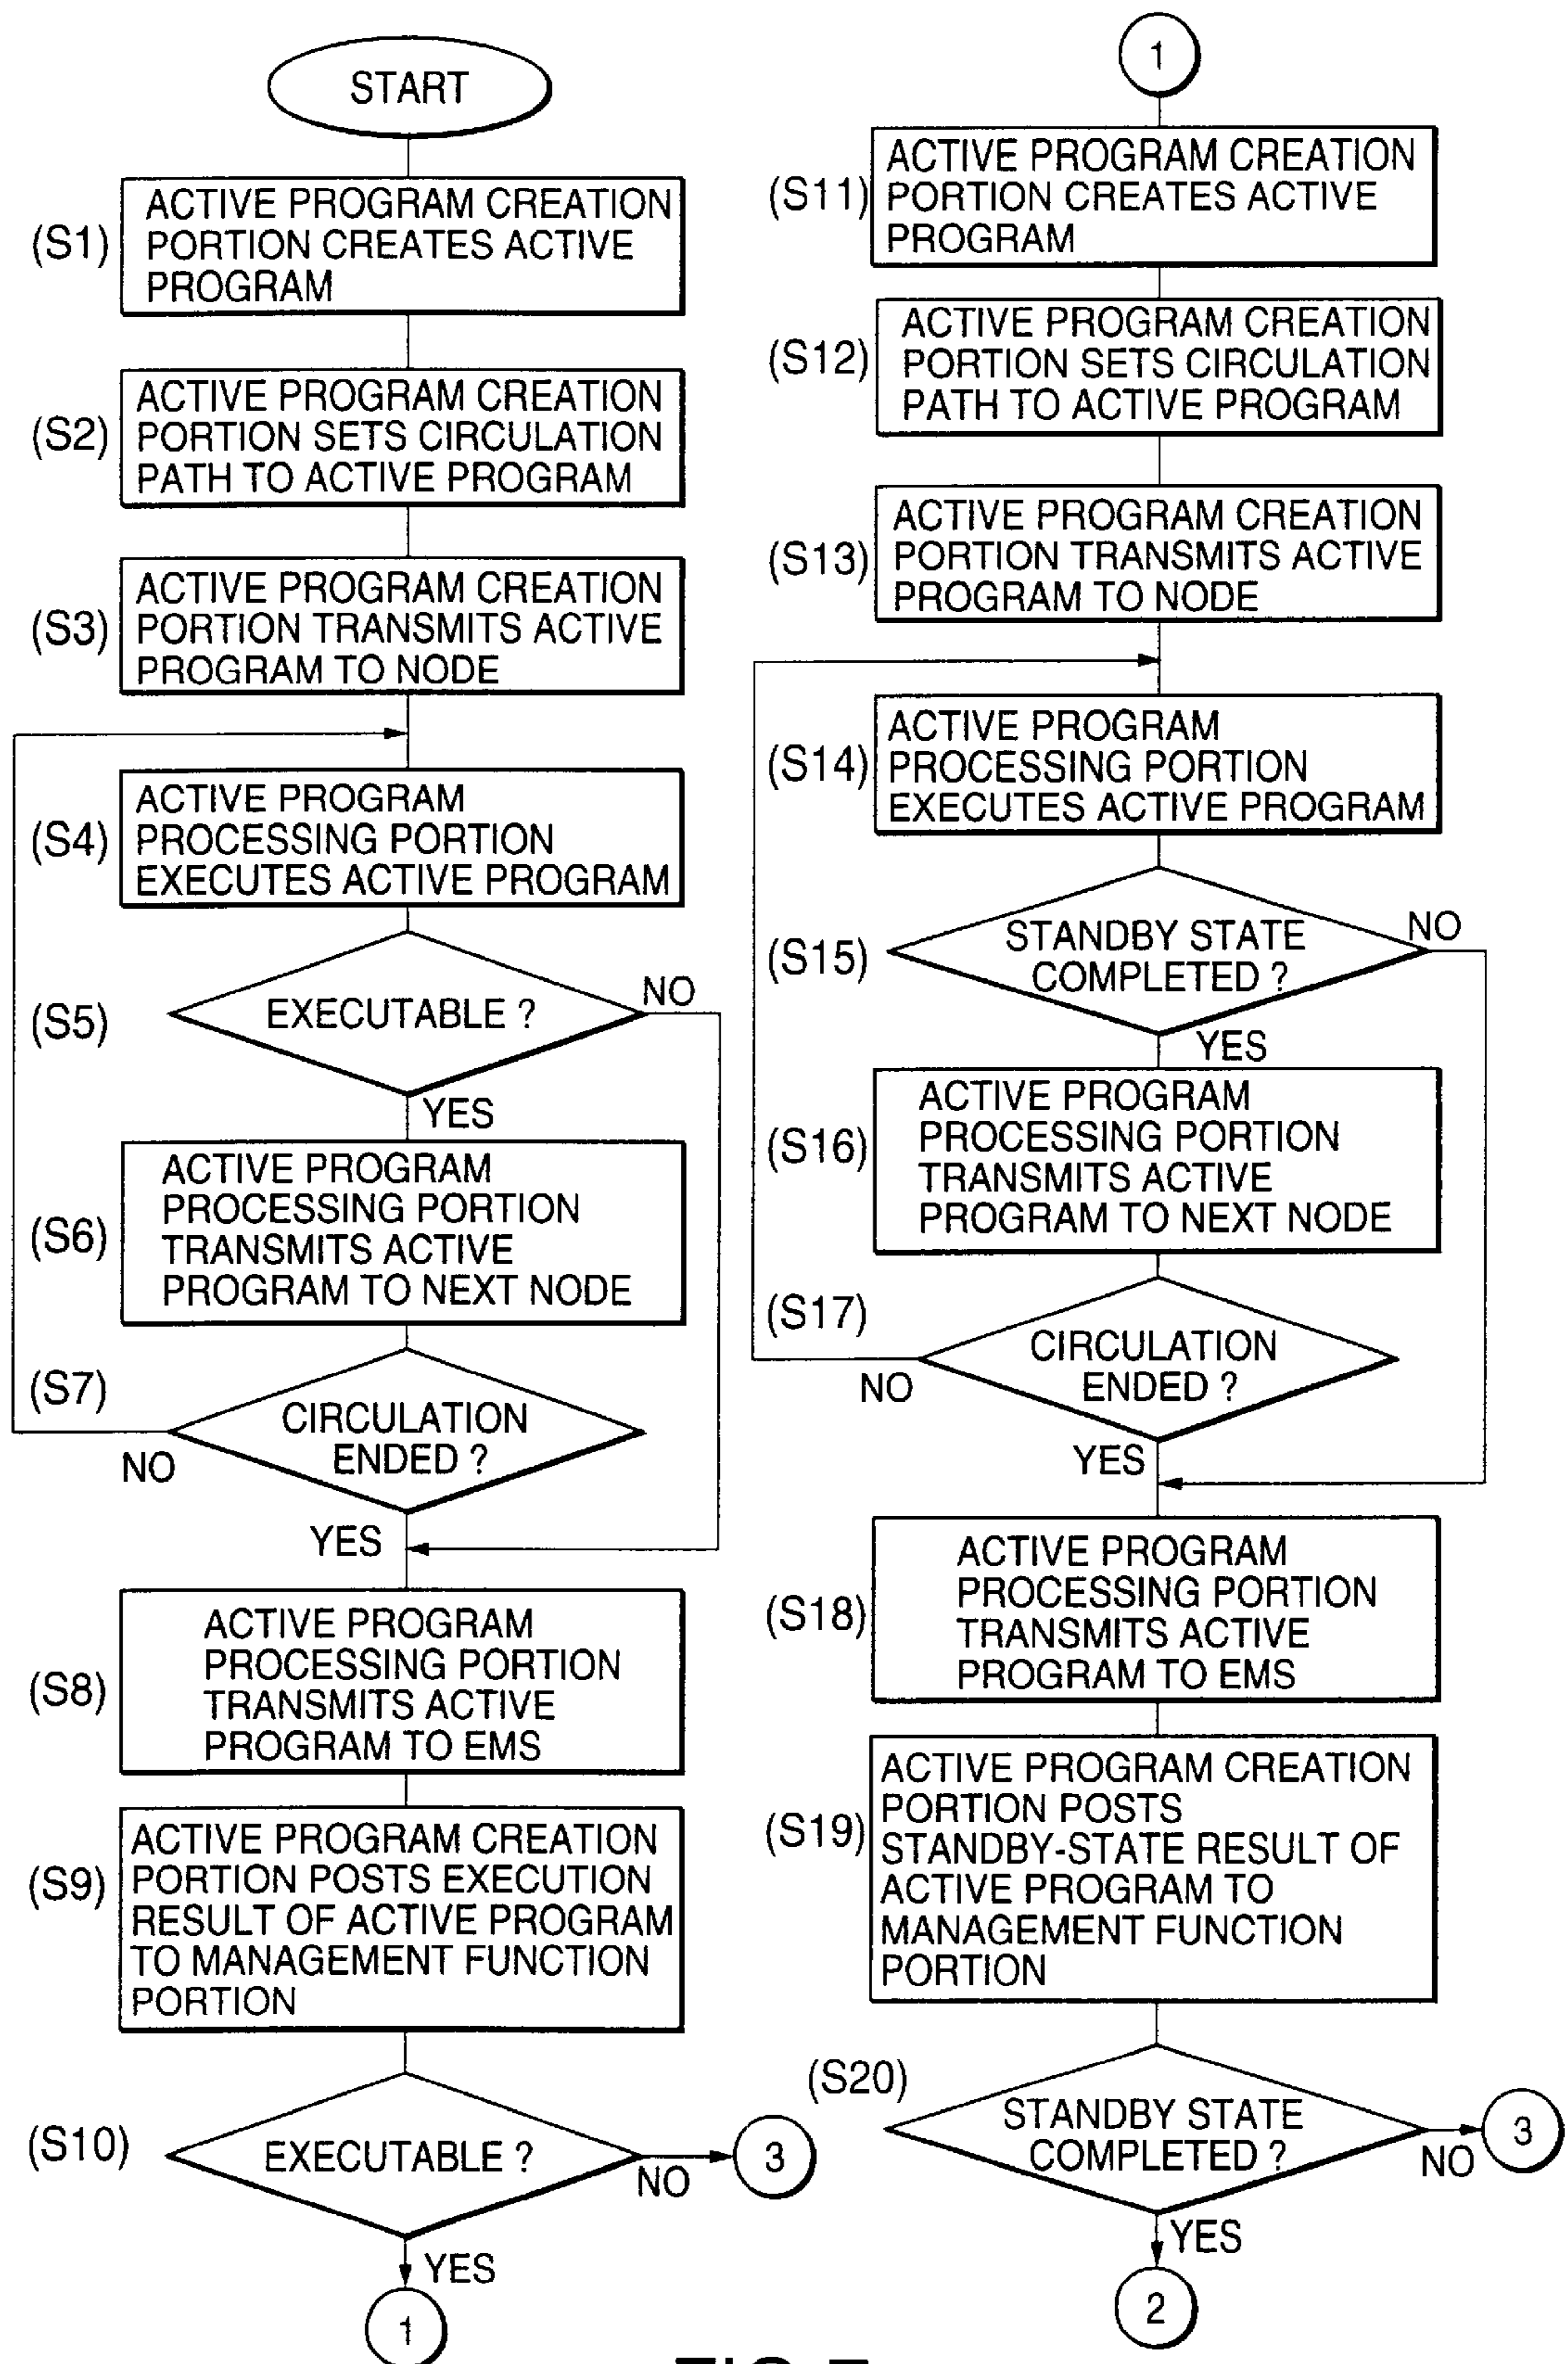 START
(S1)
ACTIVE PROGRAM CREATION
PORTION CREATES ACTIVE
PROGRAM
(S2)
ACTIVE PROGRAM CREATION
PORTION SETS CIRCULATION
PATH TO ACTIVE PROGRAM
(S3)
ACTIVE PROGRAM CREATION
PORTION TRANSMITS ACTIVE
PROGRAM TO NODE
(S4)
ACTIVE PROGRAM
PROCESSING PORTION
EXECUTES ACTIVE PROGRAM
(S5)
EXECUTABLE ?
NO
YES
(S6)
ACTIVE PROGRAM
PROCESSING PORTION
TRANSMITS ACTIVE
PROGRAM TO NEXT NODE
(S7)
CIRCULATION
ENDED ?
NO
YES
(S8)
ACTIVE PROGRAM
PROCESSING PORTION
TRANSMITS ACTIVE
PROGRAM TO EMS
(S9)
ACTIVE PROGRAM CREATION
PORTION POSTS EXECUTION
RESULT OF ACTIVE PROGRAM
TO MANAGEMENT FUNCTION
PORTION
(S10)
EXECUTABLE ?
NO
3
YES
1
1
(S11)
ACTIVE PROGRAM CREATION
PORTION CREATES ACTIVE
PROGRAM
(S12)
ACTIVE PROGRAM CREATION
PORTION SETS CIRCULATION
PATH TO ACTIVE PROGRAM
(S13)
ACTIVE PROGRAM CREATION
PORTION TRANSMITS ACTIVE
PROGRAM TO NODE
(S14)
ACTIVE PROGRAM
PROCESSING PORTION
EXECUTES ACTIVE PROGRAM
(S15)
STANDBY STATE
COMPLETED ?
NO
YES
(S16)
ACTIVE PROGRAM
PROCESSING PORTION
TRANSMITS ACTIVE
PROGRAM TO NEXT NODE
(S17)
CIRCULATION
ENDED ?
NO
YES
(S18)
ACTIVE PROGRAM
PROCESSING PORTION
TRANSMITS ACTIVE
PROGRAM TO EMS
(S19)
ACTIVE PROGRAM CREATION
PORTION POSTS
STANDBY-STATE RESULT OF
ACTIVE PROGRAM TO
MANAGEMENT FUNCTION
PORTION
(S20)
STANDBY STATE
COMPLETED ?
NO
3
YES
2